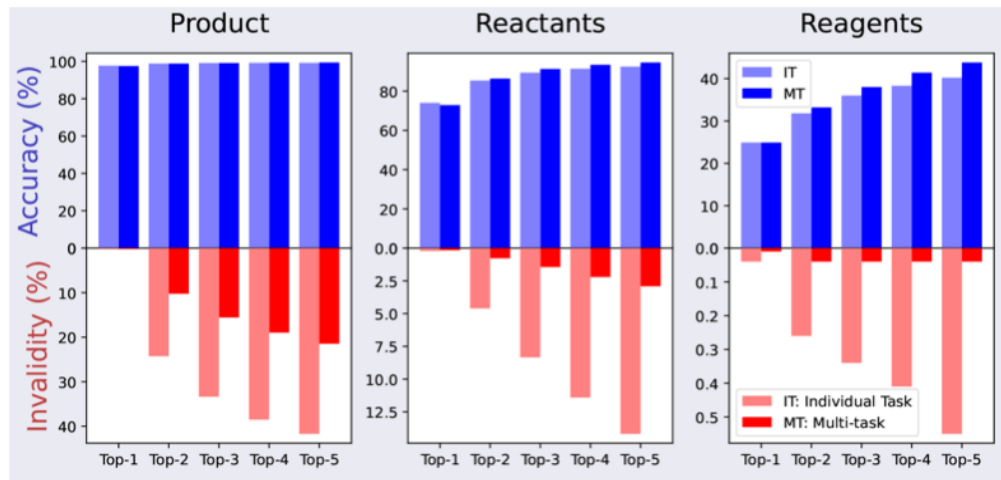 Product
Reactants
Reagents
Accuracy (%)
Invalidity (%)
100
80
60
40
20
0
10
20
30
40
Top-1 Top-2 Top-3 Top-4 Top-5
80
60
40
20
0.0
2.5
5.0
7.5
10.0
12.5
Top-1 Top-2 Top-3 Top-4 Top-5
40
30
20
10
0.0
0.1
0.2
0.3
0.4
0.5
IT
MT
IT: Individual Task
MT: Multi-task
Top-1 Top-2 Top-3 Top-4 Top-5